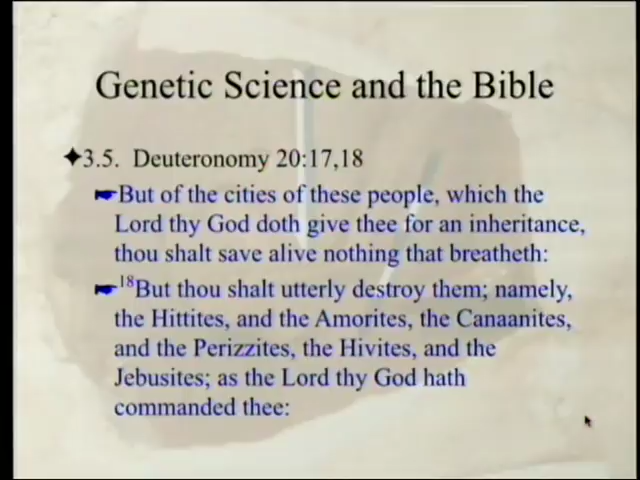 Genetic Science and the Bible
3.5. Deuteronomy 20:17,18
But of the cities of these people, which the
Lord thy God doth give thee for an inheritance,
thou shalt save alive nothing that breatheth:
18But thou shalt utterly destroy them; namely,
the Hittites, and the Amorites, the Canaanites,
and the Perizzites, the Hivites, and the
Jebusites; as the Lord thy God hath
commanded thee: